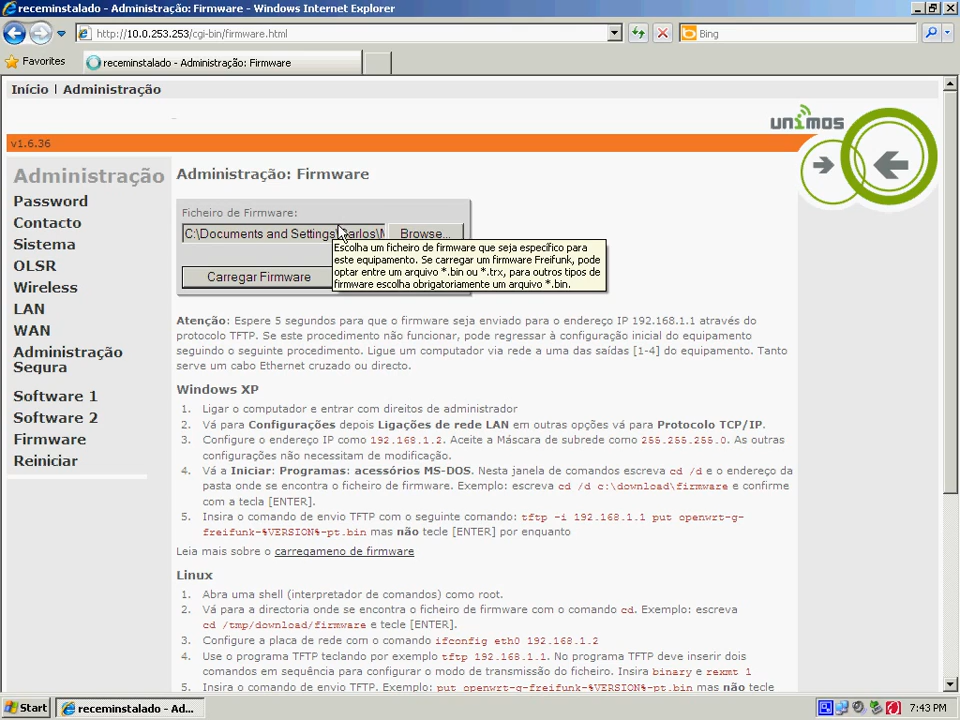 receminstalado - Administração: Firmware - Windows Internet Explorer
http://10.0.253.253/cgi-bin/firmware.html
Bing
Favorites
receminstalado - Administração: Firmware
Início | Administração
unimos
v1.6.36
Administração
Password
Contacto
Sistema
OLSR
Wireless
LAN
WAN
Administração
Segura
Software 1
Software 2
Firmware
Reiniciar
Administração: Firmware
Ficheiro de Firmware:
C:\Documents and Settings\Carlos\M
Browse...
Escolha um ficheiro de firmware que seja específico para
este equipamento. Se carregar um firmware Freifunk, pode
optar entre um arquivo *.bin ou *.trx, para outros tipos de
firmware escolha obrigatoriamente um arquivo *.bin.
Carregar Firmware
Atenção: Espere 5 segundos para que o firmware seja enviado para o endereço IP 192.168.1.1 através do
protocolo TFTP. Se este procedimento não funcionar, pode regressar à configuração inicial do equipamento
seguindo o seguinte procedimento. Ligue um computador via rede a uma das saídas [1-4] do equipamento. Tanto
serve um cabo Ethernet cruzado ou directo.
Windows XP
1. Ligar o computador e entrar com direitos de administrador
2. Vá para Configurações depois Ligações de rede LAN em outras opções vá para Protocolo TCP/IP.
3. Configure o endereço IP como 192.168.1.2. Aceite a Máscara de subrede como 255.255.255.0. As outras
configurações não necessitam de modificação.
4. Vá a Iniciar: Programas: acessórios MS-DOS. Nesta janela de comandos escreva cd /d e o endereço da
pasta onde se encontra o ficheiro de firmware. Exemplo: escreva cd /d c:\download\firmware e confirme
com a tecla [ENTER].
5. Insira o comando de envio TFTP com o seguinte comando: tftp -i 192.168.1.1 put openwrt-g-
freifunk-%VERSION%-pt.bin mas não tecle [ENTER] por enquanto
Leia mais sobre o carregameno de firmware
Linux
1. Abra uma shell (interpretador de comandos) como root.
2. Vá para a directoria onde se encontra o ficheiro de firmware com o comando cd. Exemplo: escreva
cd /tmp/download/firmware e tecle [ENTER].
3. Configure a placa de rede com o comando ifconfig eth0 192.168.1.2
4. Use o programa TFTP teclando por exemplo tftp 192.168.1.1. No programa TFTP deve inserir dois
comandos em sequência para configurar o modo de transmissão do ficheiro. Insira binary e rexmt 1
5. Insira o comando de envio TFTP. Exemplo: put openwrt-g-freifunk-%VERSION%-pt.bin mas não tecle
Start
receminstalado - Ad...
7:43 PM